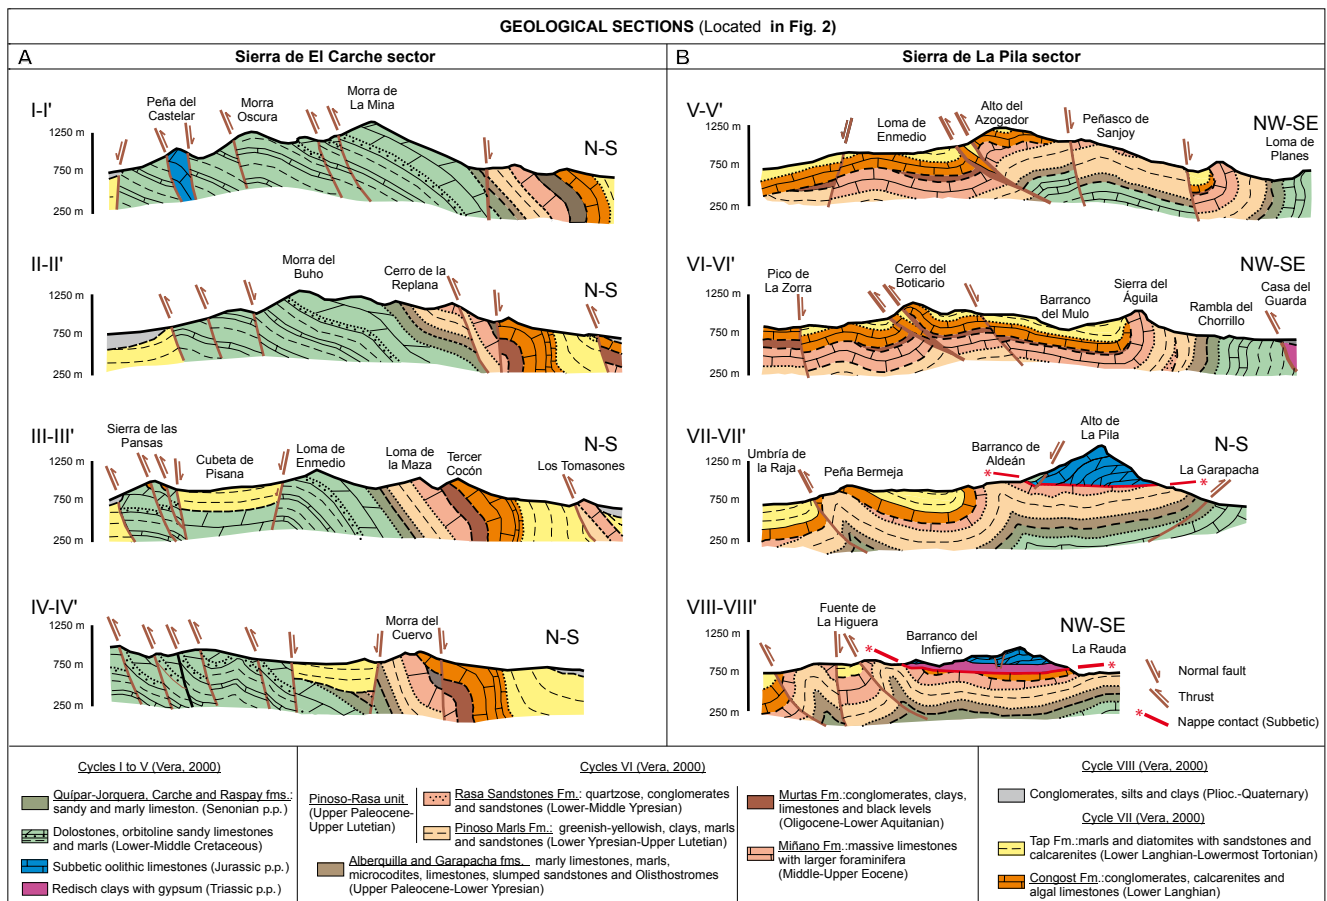 GEOLOGICAL SECTIONS (Located in Fig. 2)
A
Sierra de El Carche sector
B
Sierra de La Pila sector
I-I'
Peña del
Castelar
Morra
Oscura
Morra de
La Mina
N-S
1250 m
750 m
250 m
II-II'
Morra del
Buho
Cerro de la
Replana
N-S
1250 m
750 m
250 m
III-III'
Sierra de las
Pansas
Cubeta de
Pisana
Loma de
Enmedio
Loma de
la Maza
Tercer
Cocón
N-S
Los Tomasones
1250 m
750 m
250 m
IV-IV'
Morra del
Cuervo
N-S
1250 m
750 m
250 m
V-V'
Loma de
Enmedio
Alto del
Azogador
Peñasco de
Sanjoy
NW-SE
Loma de
Planes
1250 m
750 m
250 m
VI-VI'
Pico de
La Zorra
Cerro del
Boticario
Barranco
del Mulo
Sierra del
Águila
Rambla del
Chorrillo
NW-SE
Casa del
Guarda
1250 m
750 m
250 m
VII-VII'
Umbría de
la Raja
Peña Bermeja
Barranco de
Aldeán
*
Alto de
La Pila
N-S
La Garapacha
*
1250 m
750 m
250 m
VIII-VIII'
Fuente de
La Higuera
*
Barranco del
Infierno
NW-SE
La Rauda
*
1250 m
750 m
250 m
Normal fault
Thrust
* Nappe contact (Subbetic)
Cycles I to V (Vera, 2000)
Quípar-Jorquera, Carche and Raspay fms.:
sandy and marly limeston. (Senonian p.p.)
Dolostones, orbitoline sandy limestones
and marls (Lower-Middle Cretaceous)
Subbetic oolithic limestones (Jurassic p.p.)
Redisch clays with gypsum (Triassic p.p.)
Cycles VI (Vera, 2000)
Pinoso-Rasa unit
(Upper Paleocene-
Upper Lutetian)
Rasa Sandstones Fm.: quartzose, conglomerates
and sandstones (Lower-Middle Ypresian)
Pinoso Marls Fm.: greenish-yellowish, clays, marls
and sandstones (Lower Ypresian-Upper Lutetian)
Alberquilla and Garapacha fms. marly limestones, marls,
microcodites, limestones, slumped sandstones and Olisthostromes
(Upper Paleocene-Lower Ypresian)
Murtas Fm.:conglomerates, clays,
limestones and black levels
(Oligocene-Lower Aquitanian)
Miñano Fm.:massive limestones
with larger foraminífera
(Middle-Upper Eocene)
Cycle VIII (Vera, 2000)
Conglomerates, silts and clays (Plioc.-Quaternary)
Cycle VII (Vera, 2000)
Tap Fm.:marls and diatomites with sandstones and
calcarenites (Lower Langhian-Lowermost Tortonian)
Congost Fm.:conglomerates, calcarenites and
algal limestones (Lower Langhian)